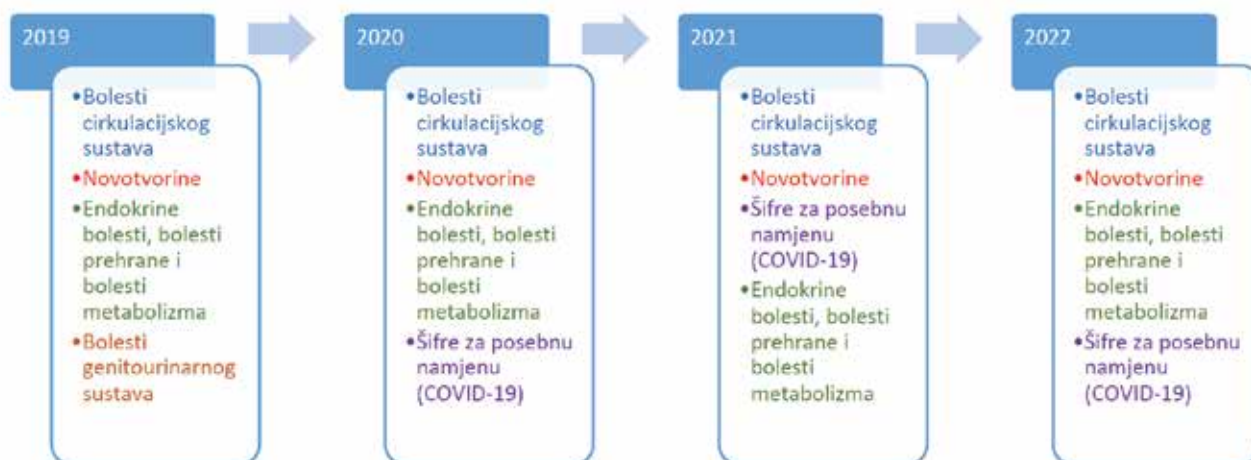 2019
•Bolesti
cirkulacijskog
sustava
•Novotvorine
•Endokrine
bolesti, bolesti
prehrane i
bolesti
metabolizma
•Bolesti
genitourinarnog
sustava
2020
•Bolesti
cirkulacijskog
sustava
•Novotvorine
•Endokrine
bolesti, bolesti
prehrane i
bolesti
metabolizma
•Šifre za posebnu
namjenu
(COVID-19)
2021
•Bolesti
cirkulacijskog
sustava
•Novotvorine
•Šifre za posebnu
namjenu
(COVID-19)
•Endokrine
bolesti, bolesti
prehrane i
bolesti
metabolizma
2022
•Bolesti
cirkulacijskog
sustava
•Novotvorine
•Endokrine
bolesti, bolesti
prehrane i
bolesti
metabolizma
•Šifre za posebnu
namjenu
(COVID-19)